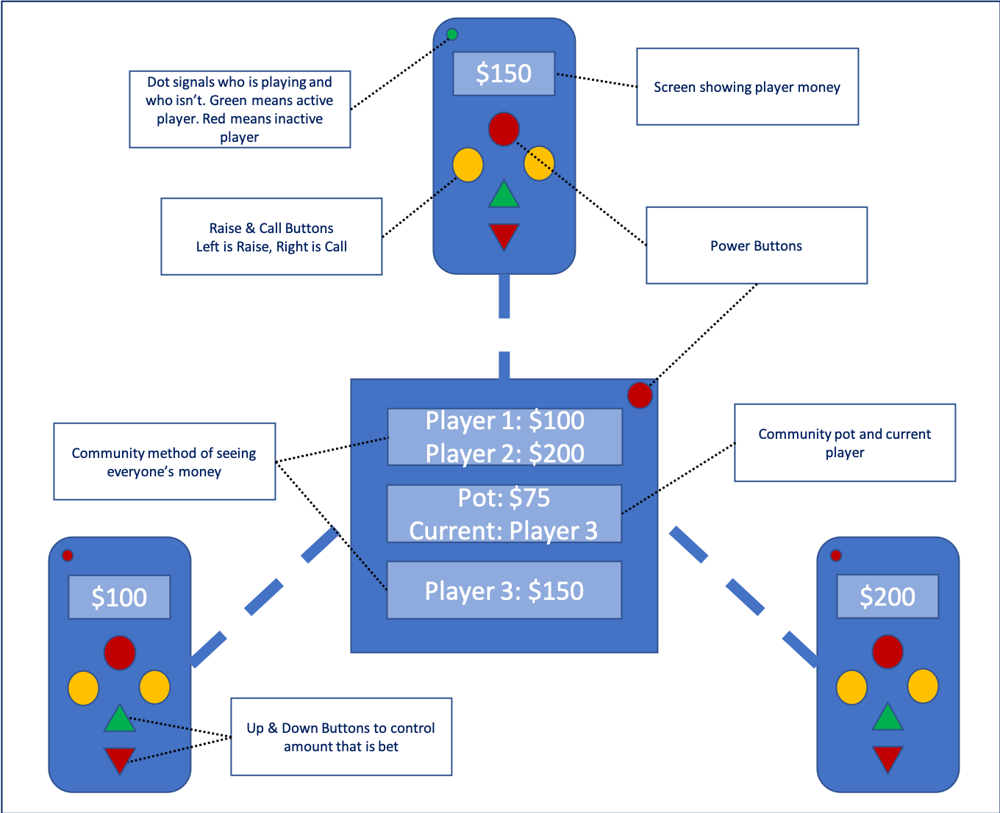 $150
Dot signals who is playing and
who isn’t. Green means active
player. Red means inactive
player
Screen showing player money
Raise & Call Buttons
Left is Raise, Right is Call
Power Buttons
Player 1: $100
Player 2: $200
Community method of seeing
everyone’s money
Community pot and current
player
Pot: $75
Current: Player 3
Player 3: $150
$100
$200
Up & Down Buttons to control
amount that is bet